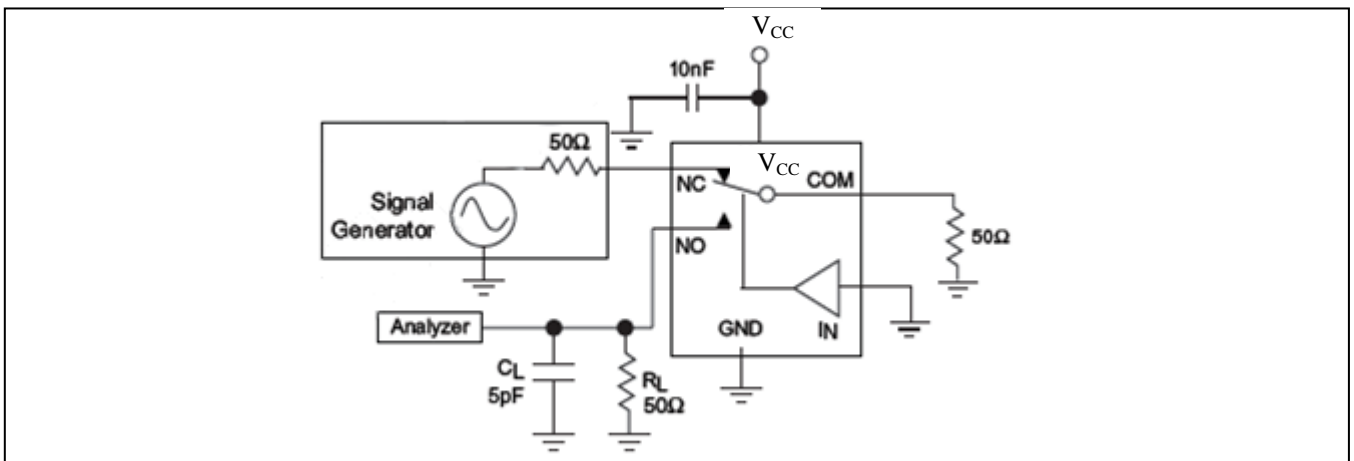 VCC
10nF
50Ω
VCC
NC
COM
Signal
Generator
NO
50Ω
Analyzer
GND
IN
CL
5pF
RL
50Ω